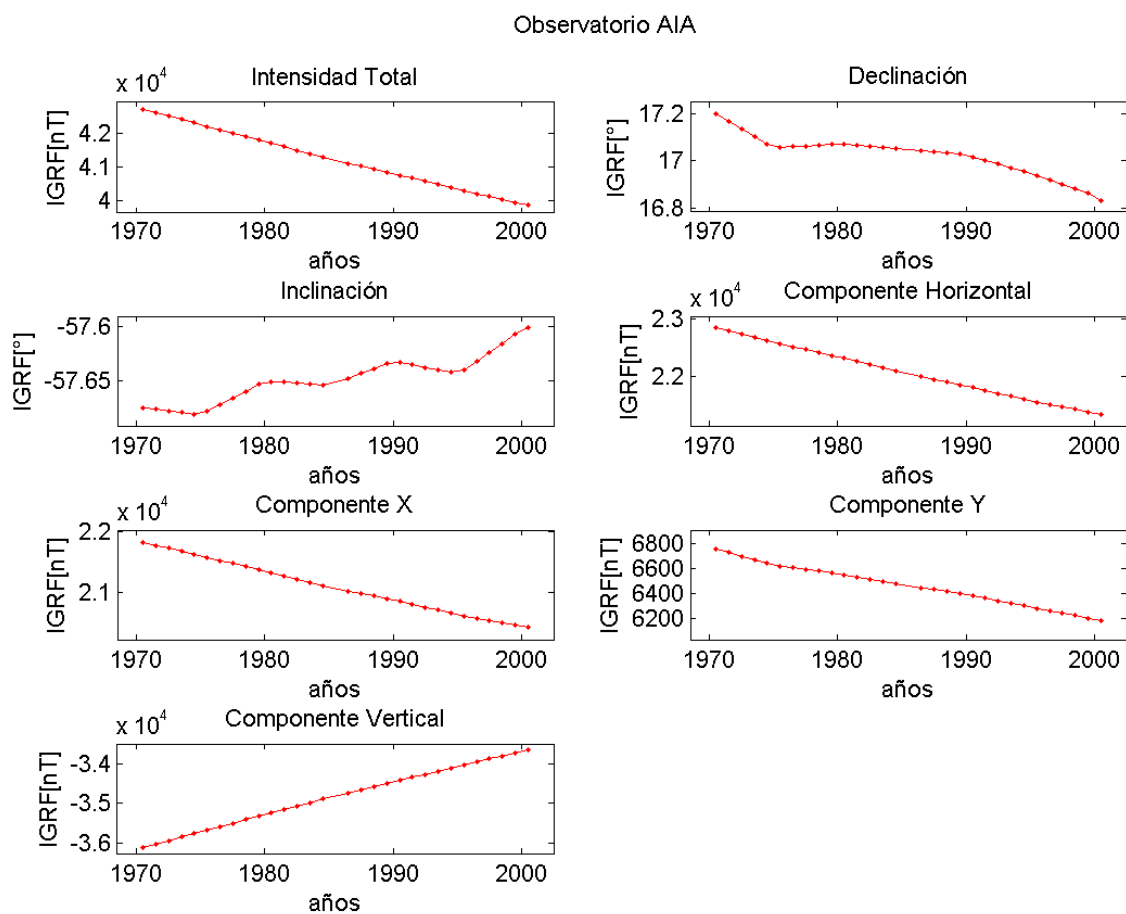 Observatorio AIA
x 10^4
Intensidad Total
IGRF[nT]
4.2
4.1
4
1970
1980
1990
2000
años
Declinación
IGRF[°]
17.2
17
16.8
1970
1980
1990
2000
años
Inclinación
IGRF[°]
-57.6
-57.65
1970
1980
1990
2000
años
x 10^4
Componente Horizontal
IGRF[nT]
2.3
2.2
1970
1980
1990
2000
años
x 10^4
Componente X
IGRF[nT]
2.2
2.1
1970
1980
1990
2000
años
Componente Y
IGRF[nT]
6800
6600
6400
6200
1970
1980
1990
2000
años
x 10^4
Componente Vertical
IGRF[nT]
-3.4
-3.5
-3.6
1970
1980
1990
2000
años